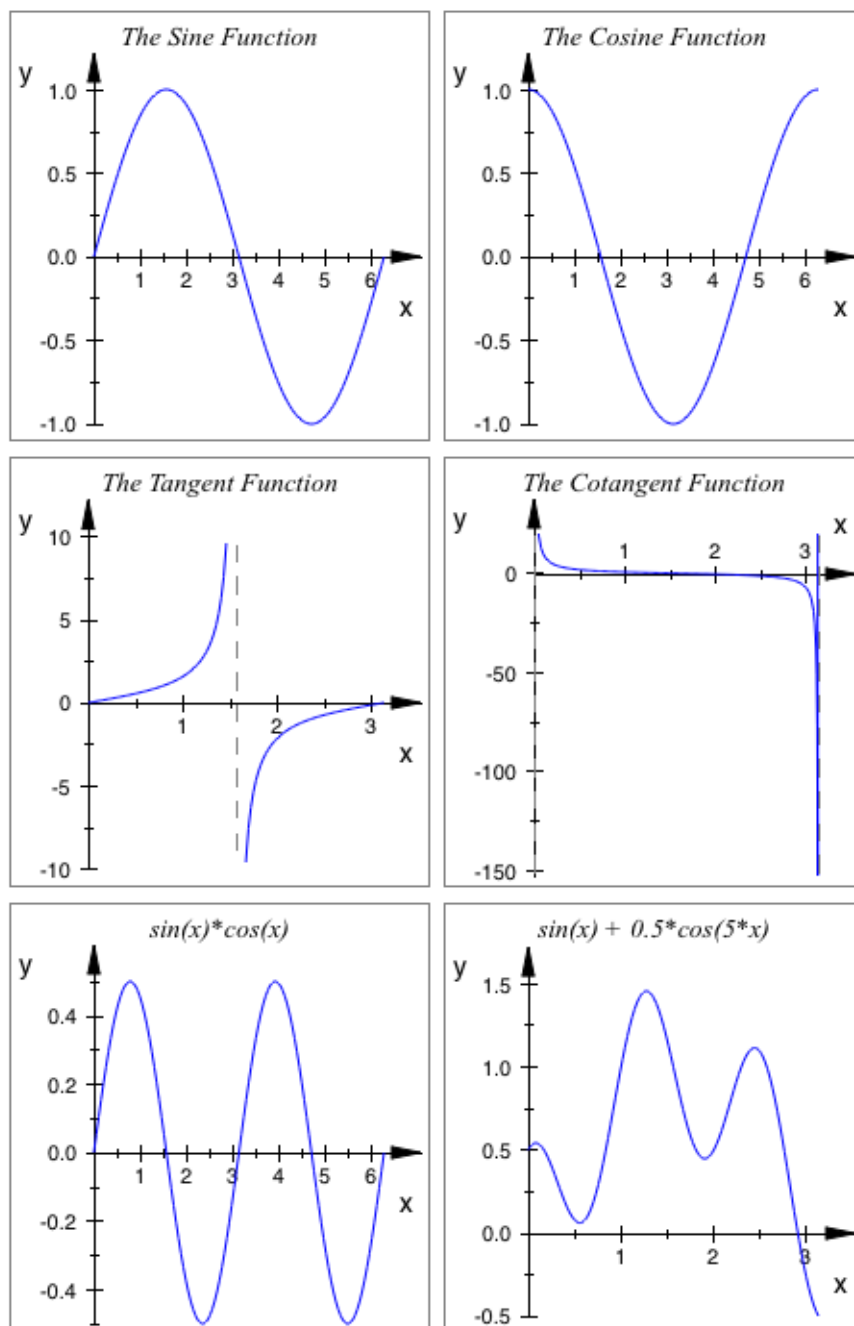 The Sine Function
y
1.0
0.5
0.0
1 2 3 4 5 6
x
-0.5
-1.0
The Cosine Function
y
1.0
0.5
0.0
1 2 3 4 5 6
x
-0.5
-1.0
The Tangent Function
y
10
5
0
1 2 3
x
-5
-10
The Cotangent Function
y x
1 2 3
0
-50
-100
-150
sin(x)*cos(x)
y
0.4
0.2
0.0
1 2 3 4 5 6
x
-0.2
-0.4
sin(x) + 0.5*cos(5*x)
y
1.5
1.0
0.5
0.0
1 2 3
x
-0.5